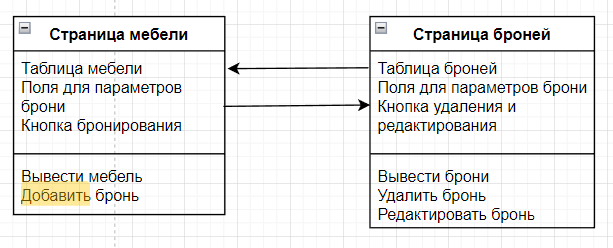 Страница мебели
Таблица мебели
Поля для параметров
брони
Кнопка бронирования
Вывести мебель
Добавить бронь
Страница броней
Таблица броней
Поля для параметров брони
Кнопка удаления и
редактирования
Вывести брони
Удалить бронь
Редактировать бронь